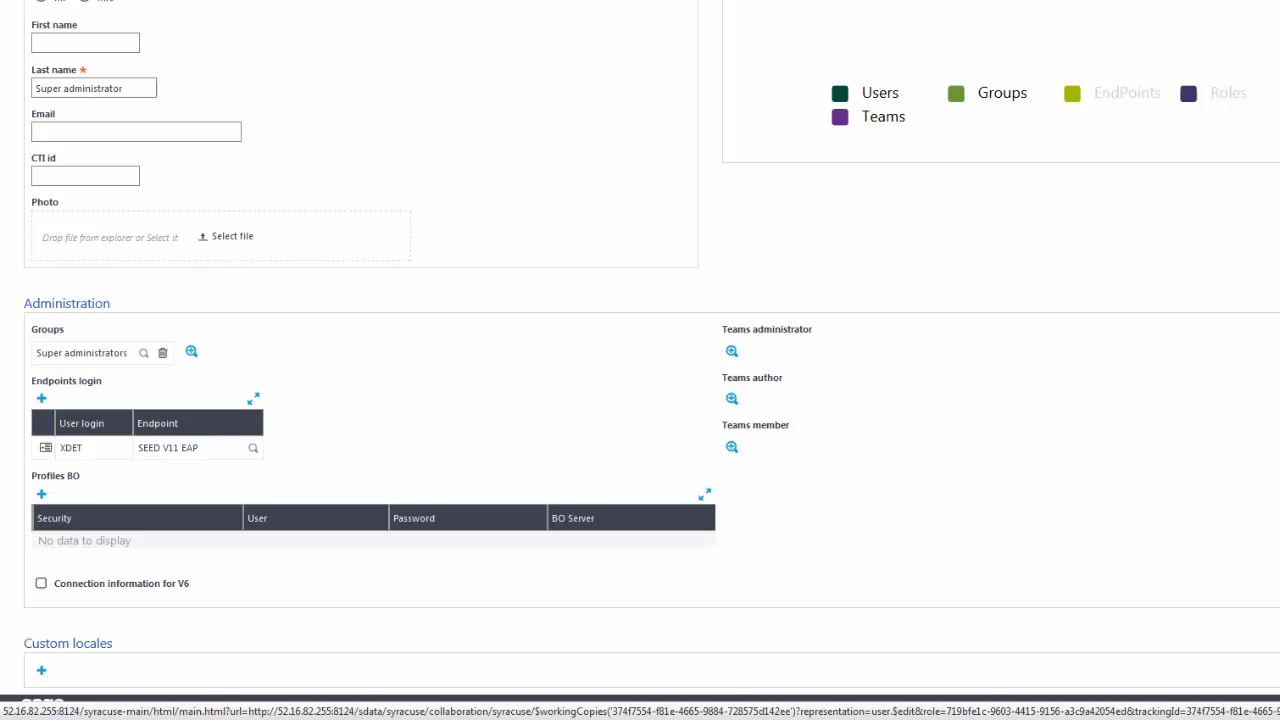 First name
Last name *
Super administrator
Email
CTI id
Photo
Drop file from explorer or Select it Select file
Users Groups EndPoints Roles
Teams
Administration
Groups
Super administrators
Endpoints login
User login Endpoint
XDET SEED V11 EAP
Profiles BO
Security User Password BO Server
No data to display
Connection information for V6
Teams administrator
Teams author
Teams member
Custom locales
52.16.82.255:8124/syracuse-main/html/main.html?url=http://52.16.82.255:8124/sdata/syracuse/collaboration/syracuse/$workingCopies('374f7554-f81e-4665-9884-728575d142ee')?representation=user.$edit&role=719bfe1c-9603-4415-9156-a3c9a42054ed&trackingId=374f7554-f81e-4665-9